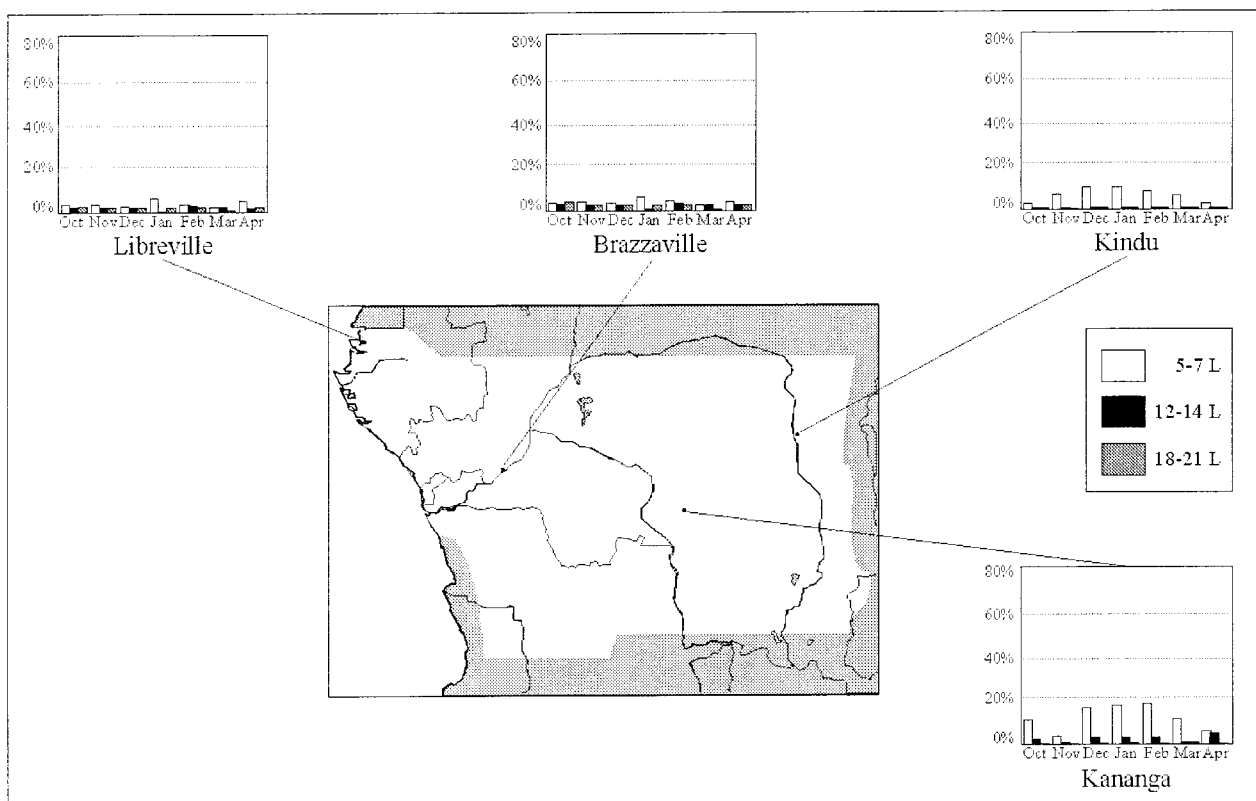 80%
60%
40%
20%
0%
Oct Nov Dec Jan Feb Mar Apr
Libreville
80%
60%
40%
20%
0%
Oct Nov Dec Jan Feb Mar Apr
Brazzaville
80%
60%
40%
20%
0%
Oct Nov Dec Jan Feb Mar Apr
Kindu
5-7 L
12-14 L
18-21 L
80%
60%
40%
20%
0%
Oct Nov Dec Jan Feb Mar Apr
Kananga